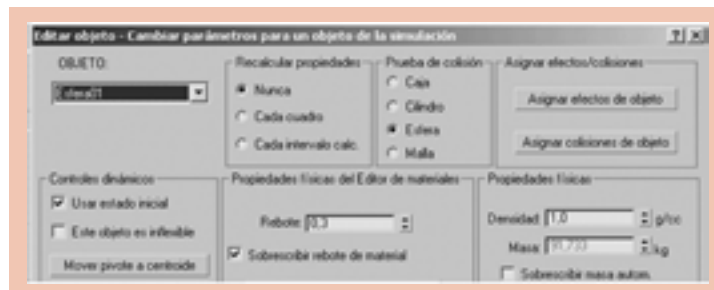 Editar objeto - Cambiar parámetros para un objeto de la simulación
OBJETO:
Esfera01
Recalcular propiedades
Nunca
Cada cuadro
Cada intervalo calc.
Prueba de colisión
Caja
Cilindro
Esfera
Malla
Asignar efectos/colisiones
Asignar efectos de objeto
Asignar colisiones de objeto
Controles dinámicos
Usar estado inicial
Este objeto es inflexible
Mover pivote a centroide
Propiedades físicas del Editor de materiales
Rebote: 0,3
Sobrescribir rebote de material
Propiedades físicas
Densidad: 1,0 g/cc
Masa: 91,733 kg
Sobrescribir masa autom.